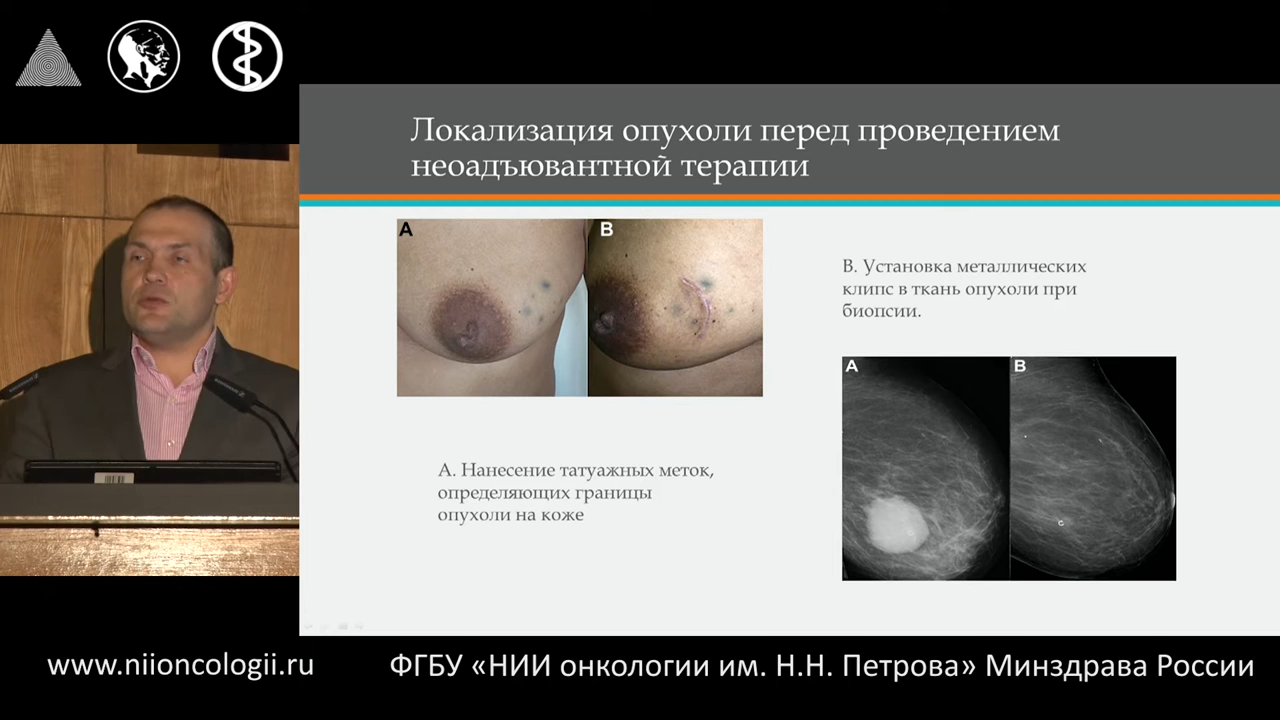 Локализация опухоли перед проведением
неоадъювантной терапии
A
B
В. Установка металлических
клипс в ткань опухоли при
биопсии.
A
B
А. Нанесение татуажных меток,
определяющих границы
опухоли на коже
www.niioncologii.ru
ФГБУ «НИИ онкологии им. Н.Н. Петрова» Минздрава России